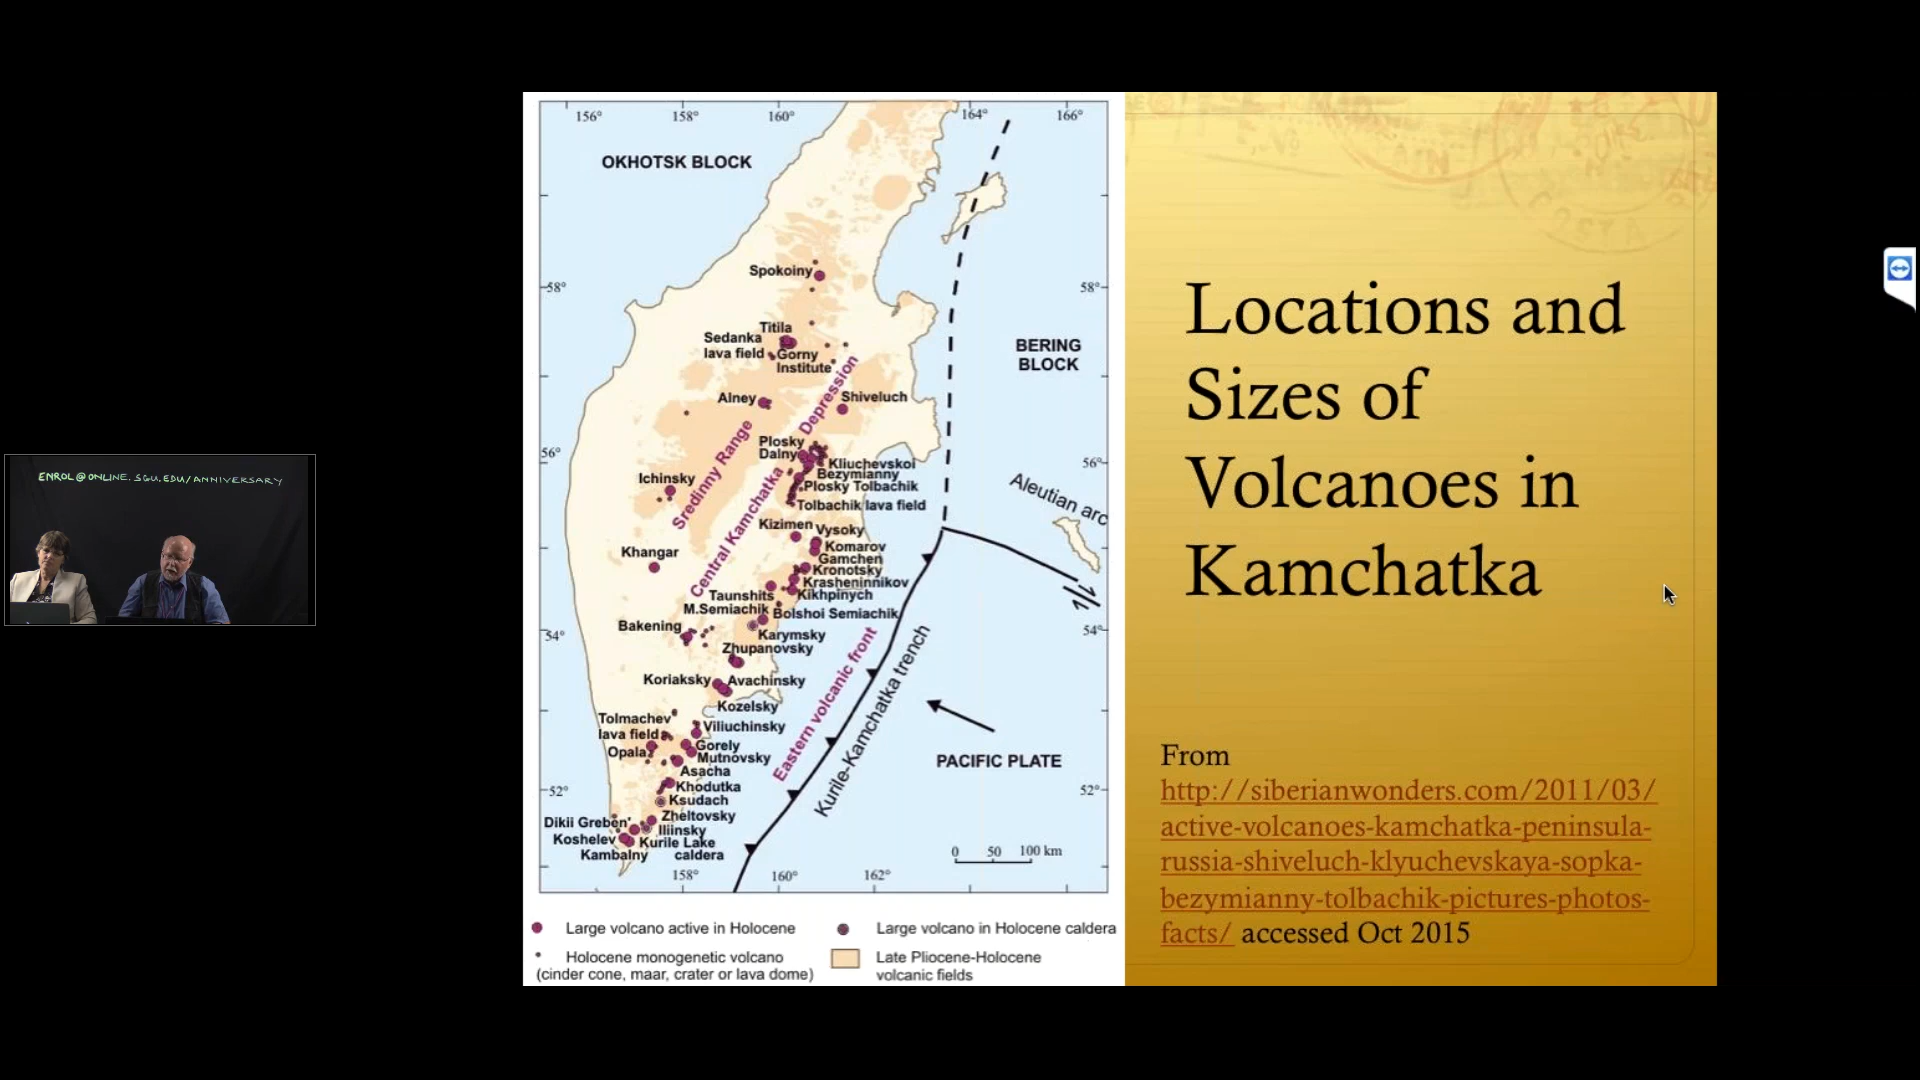 ENROL@ONLINE.SGU.EDU/ANNIVERSARY
156° 158° 160° 164° 166°
OKHOTSK BLOCK
Spokoiny
58° 58°
Titila
Sedanka
lava field
Gorny
Institute
BERING
BLOCK
Alney
Shiveluch
Sredinny Range
Central Kamchatka Depression
Plosky
Dalny
56° 56°
Kliuchevskoi
Bezymianny
Plosky Tolbachik
Tolbachik lava field
Ichinsky
Aleutian arc
Kizimen
Vysoky
Komarov
Gamchen
Kronotsky
Krasheninnikov
Kikhpinych
Khangar
Taunshits
M.Semiachik
Bolshoi Semiachik
Bakening
Karymsky
54° 54°
Zhupanovsky
Koriaksky
Avachinsky
Kozelsky
Eastern volcanic front
Kurile-Kamchatka trench
Tolmachev
lava field
Viliuchinsky
Opala
Gorely
Mutnovsky
PACIFIC PLATE
Asacha
Khodutka
52° 52°
Ksudach
Zheltovsky
Dikii Greben'
Iliinsky
Koshelev
Kurile Lake
caldera
Kambalny
0 50 100 km
158° 160° 162°
Large volcano active in Holocene
Large volcano in Holocene caldera
Holocene monogenetic volcano
(cinder cone, maar, crater or lava dome)
Late Pliocene-Holocene
volcanic fields
Locations and
Sizes of
Volcanoes in
Kamchatka
From
http://siberianwonders.com/2011/03/
active-volcanoes-kamchatka-peninsula-
russia-shiveluch-klyuchevskaya-sopka-
bezymianny-tolbachik-pictures-photos-
facts/ accessed Oct 2015